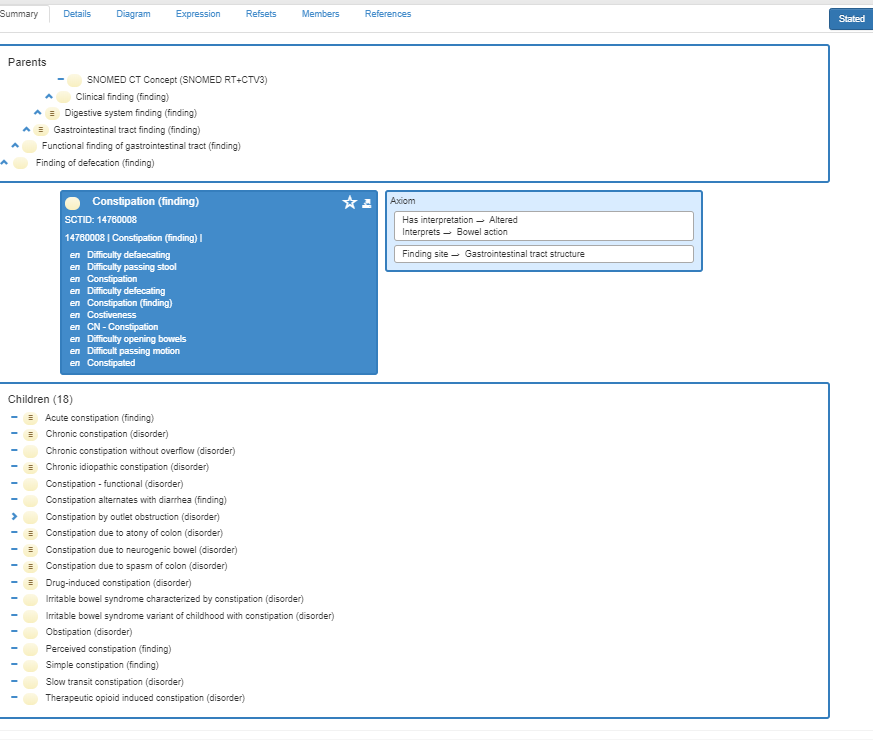 Summary Details Diagram Expression Refsets Members References
Stated
Parents
SNOMED CT Concept (SNOMED RT+CTV3)
Clinical finding (finding)
Digestive system finding (finding)
Gastrointestinal tract finding (finding)
Functional finding of gastrointestinal tract (finding)
Finding of defecation (finding)
Constipation (finding)
SCTID: 14760008
14760008 | Constipation (finding) |
en Difficulty defaecating
en Difficulty passing stool
en Constipation
en Difficulty defecating
en Constipation (finding)
en Costiveness
en CN - Constipation
en Difficulty opening bowels
en Difficult passing motion
en Constipated
Axiom
Has interpretation → Altered
Interprets → Bowel action
Finding site → Gastrointestinal tract structure
Children (18)
Acute constipation (finding)
Chronic constipation (disorder)
Chronic constipation without overflow (disorder)
Chronic idiopathic constipation (disorder)
Constipation - functional (disorder)
Constipation alternates with diarrhea (finding)
Constipation by outlet obstruction (disorder)
Constipation due to atony of colon (disorder)
Constipation due to neurogenic bowel (disorder)
Constipation due to spasm of colon (disorder)
Drug-induced constipation (disorder)
Irritable bowel syndrome characterized by constipation (disorder)
Irritable bowel syndrome variant of childhood with constipation (disorder)
Obstipation (disorder)
Perceived constipation (finding)
Simple constipation (finding)
Slow transit constipation (disorder)
Therapeutic opioid induced constipation (disorder)